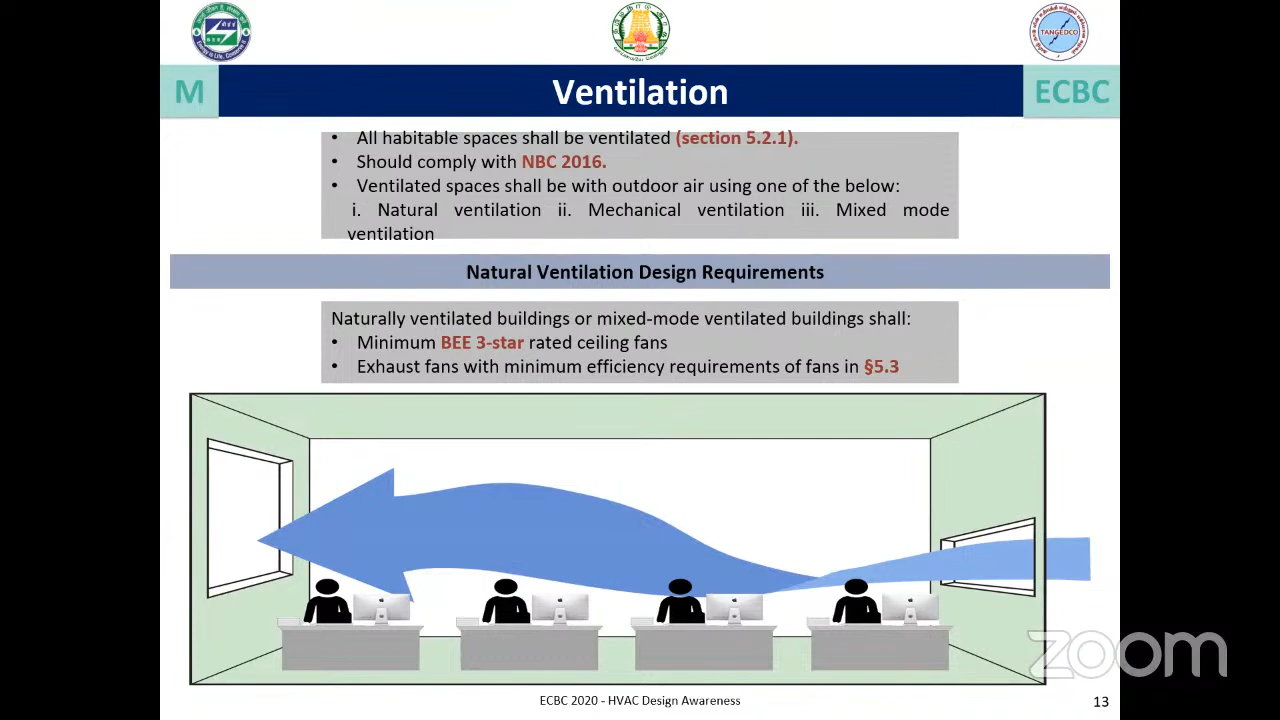 TANGEDCO
M
Ventilation
ECBC
• All habitable spaces shall be ventilated (section 5.2.1).
• Should comply with NBC 2016.
• Ventilated spaces shall be with outdoor air using one of the below:
i. Natural ventilation ii. Mechanical ventilation iii. Mixed mode
ventilation
Natural Ventilation Design Requirements
Naturally ventilated buildings or mixed-mode ventilated buildings shall:
• Minimum BEE 3-star rated ceiling fans
• Exhaust fans with minimum efficiency requirements of fans in §5.3
zoom
ECBC 2020 - HVAC Design Awareness
13